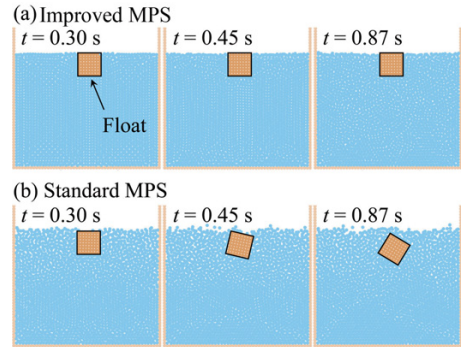 (a) Improved MPS
t = 0.30 s t = 0.45 s t = 0.87 s
Float
(b) Standard MPS
t = 0.30 s t = 0.45 s t = 0.87 s